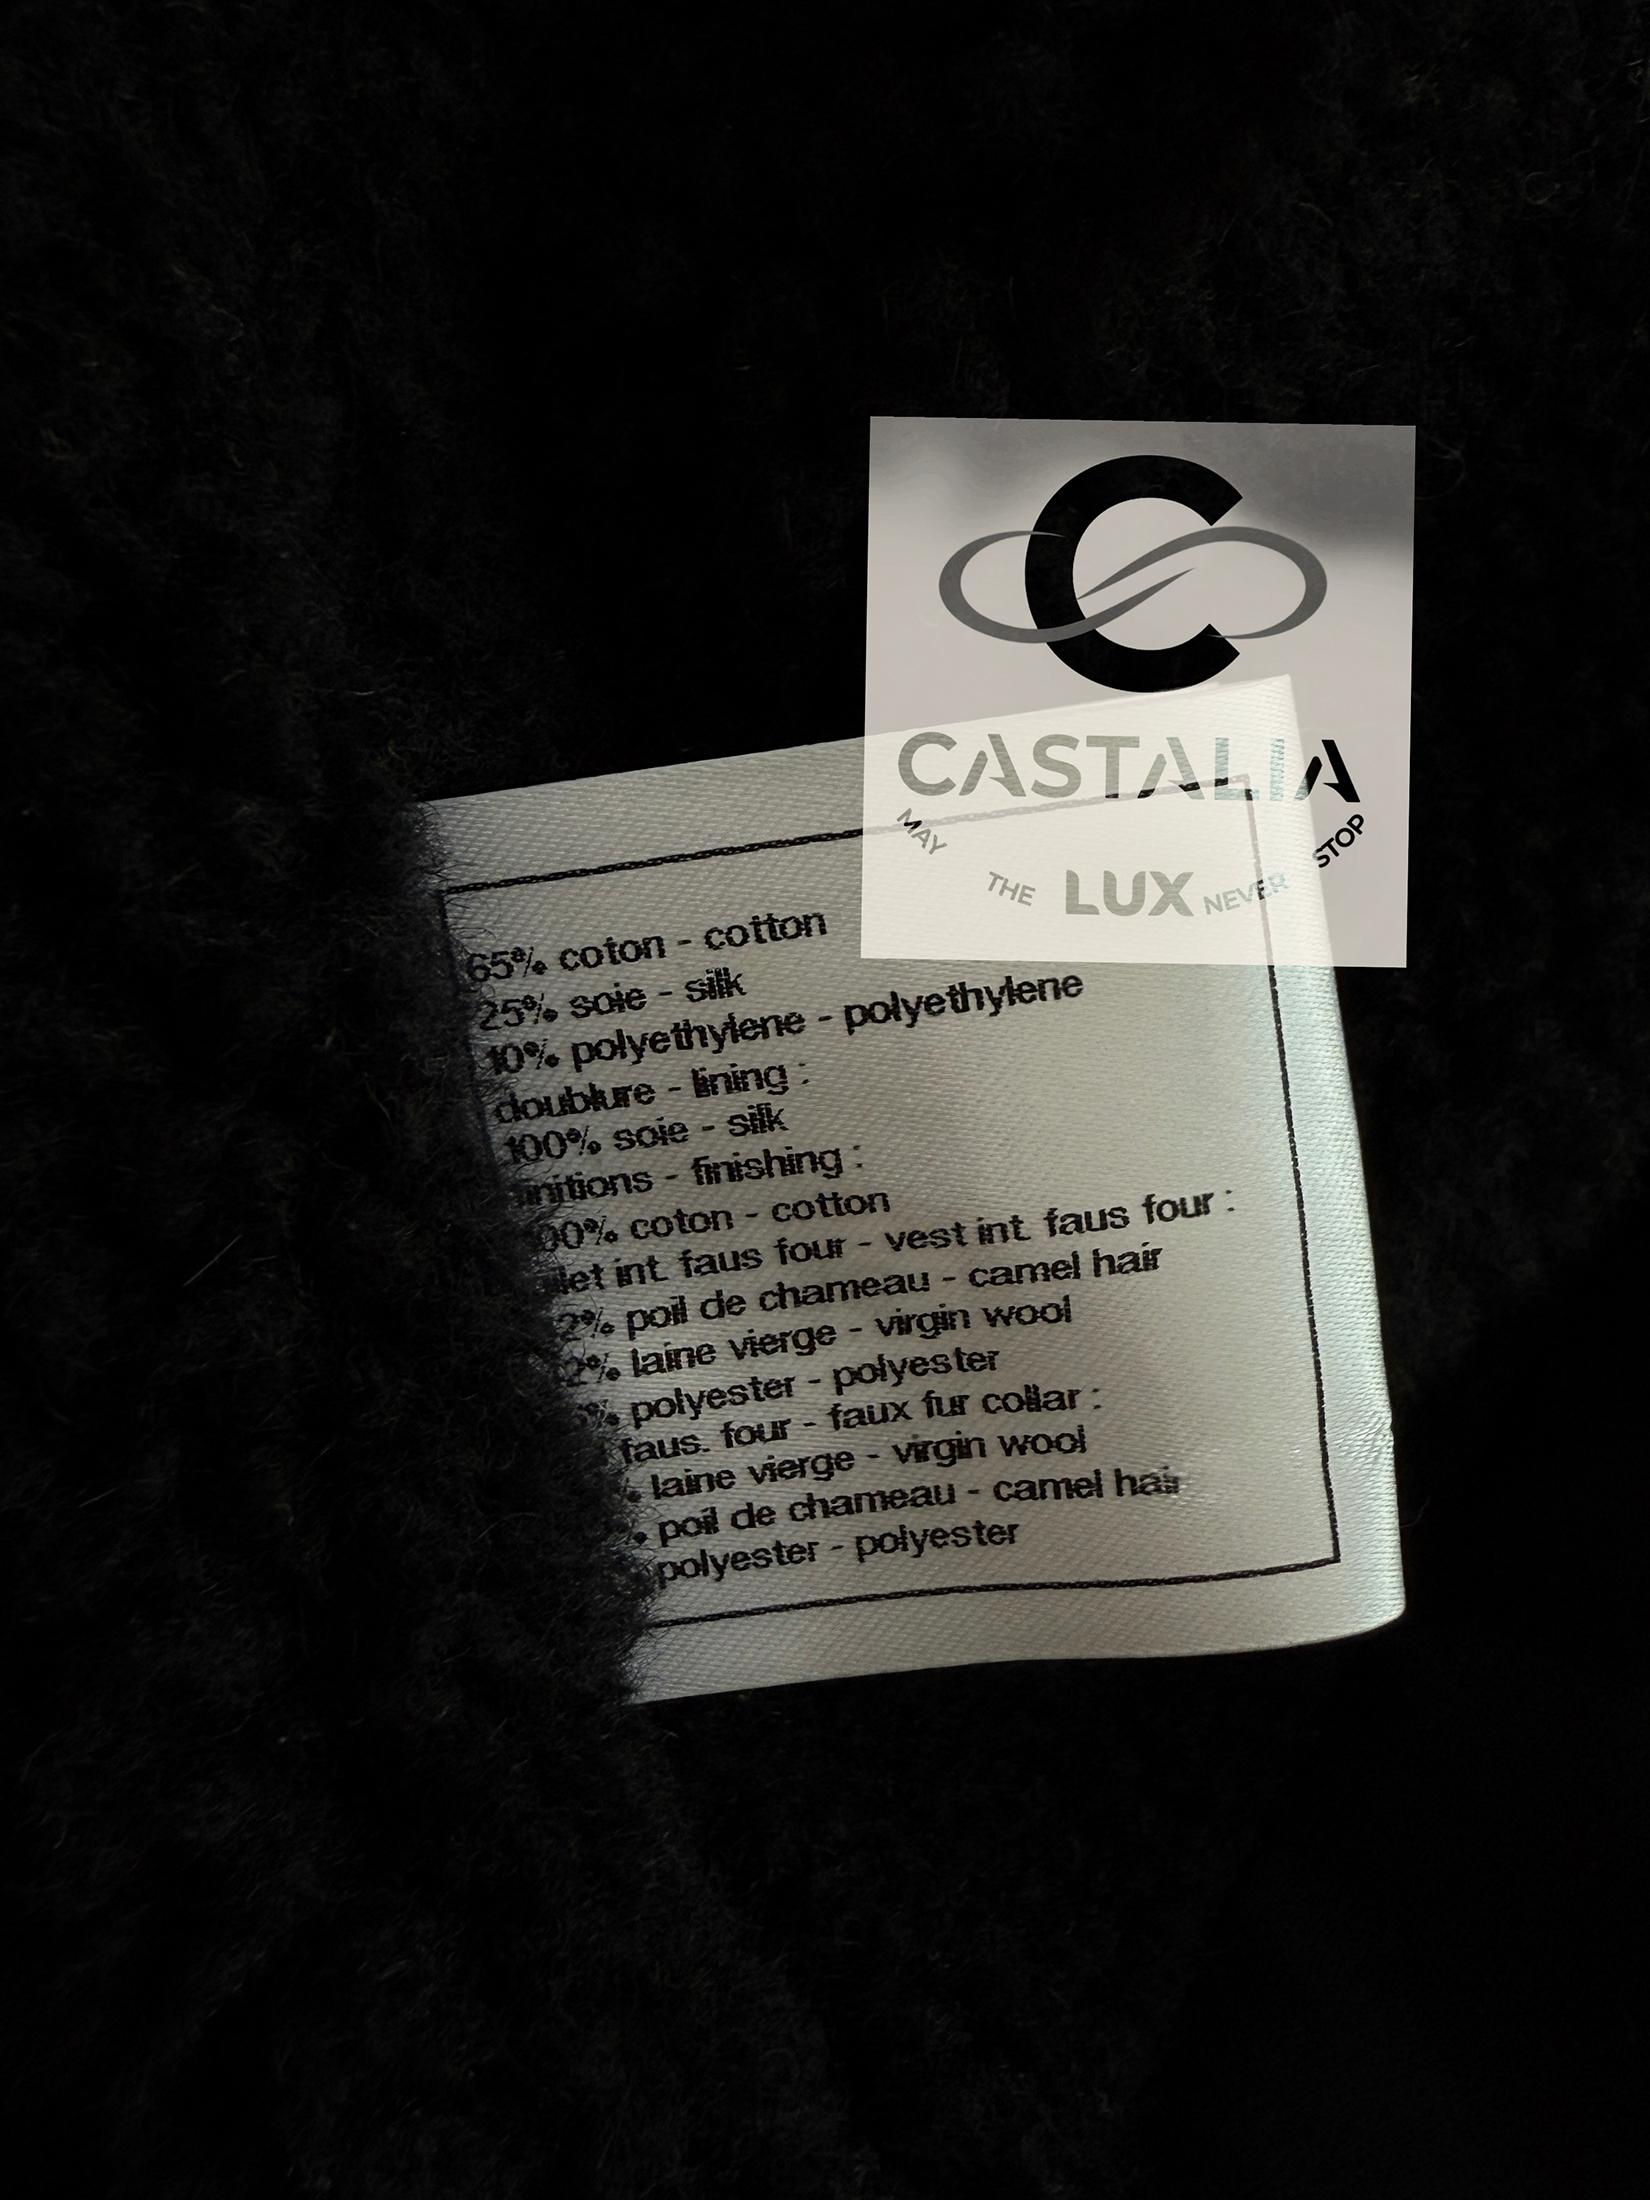 C
CASTALIA
MAY THE LUX NEVER STOP
65% coton - cotton
25% soie - silk
10% polyethylene - polyethylene
doublure - lining :
100% soie - silk
finitions - finishing :
00% coton - cotton
let int. faus four - vest int. faus four :
2% poil de chameau - camel hair
2% laine vierge - virgin wool
% polyester - polyester
faus. four - faux fur collar :
% laine vierge - virgin wool
% poil de chameau - camel hair
polyester - polyester